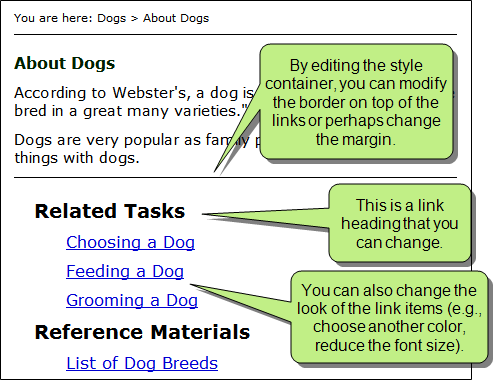 You are here: Dogs > About Dogs
About Dogs
According to Webster's, a dog is
bred in a great many varieties."
Dogs are very popular as family
things with dogs.
By editing the style
container, you can modify
the border on top of the
links or perhaps change
the margin.
Related Tasks
Choosing a Dog
Feeding a Dog
Grooming a Dog
This is a link
heading that you
can change.
Reference Materials
List of Dog Breeds
You can also change the
look of the link items (e.g.,
choose another color,
reduce the font size).